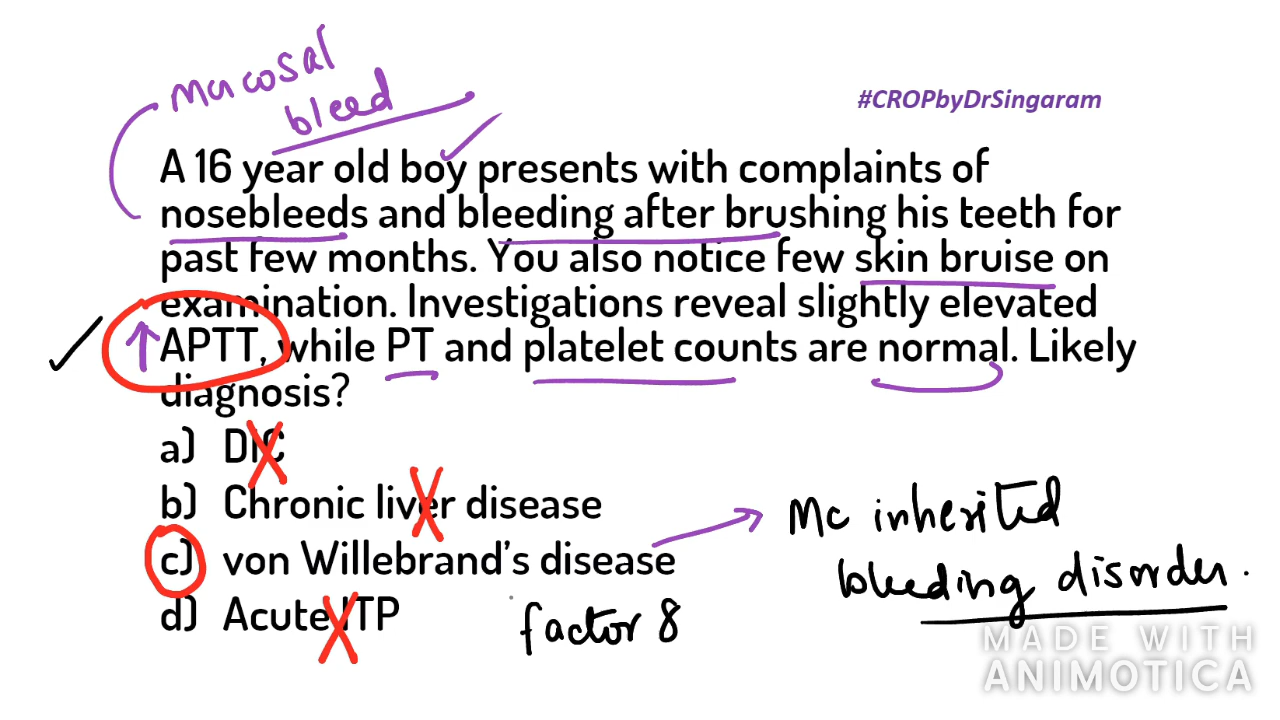 mucosal
bleed
#CROPbyDrSingaram
A 16 year old boy presents with complaints of
nosebleeds and bleeding after brushing his teeth for
past few months. You also notice few skin bruise on
examination. Investigations reveal slightly elevated
↑ APTT, while PT and platelet counts are normal. Likely
diagnosis?
a) DIC
b) Chronic liver disease
c) von Willebrand's disease
d) Acute ITP
Mc inherited
bleeding disorder.
factor 8
MADE WITH
ANIMOTICA